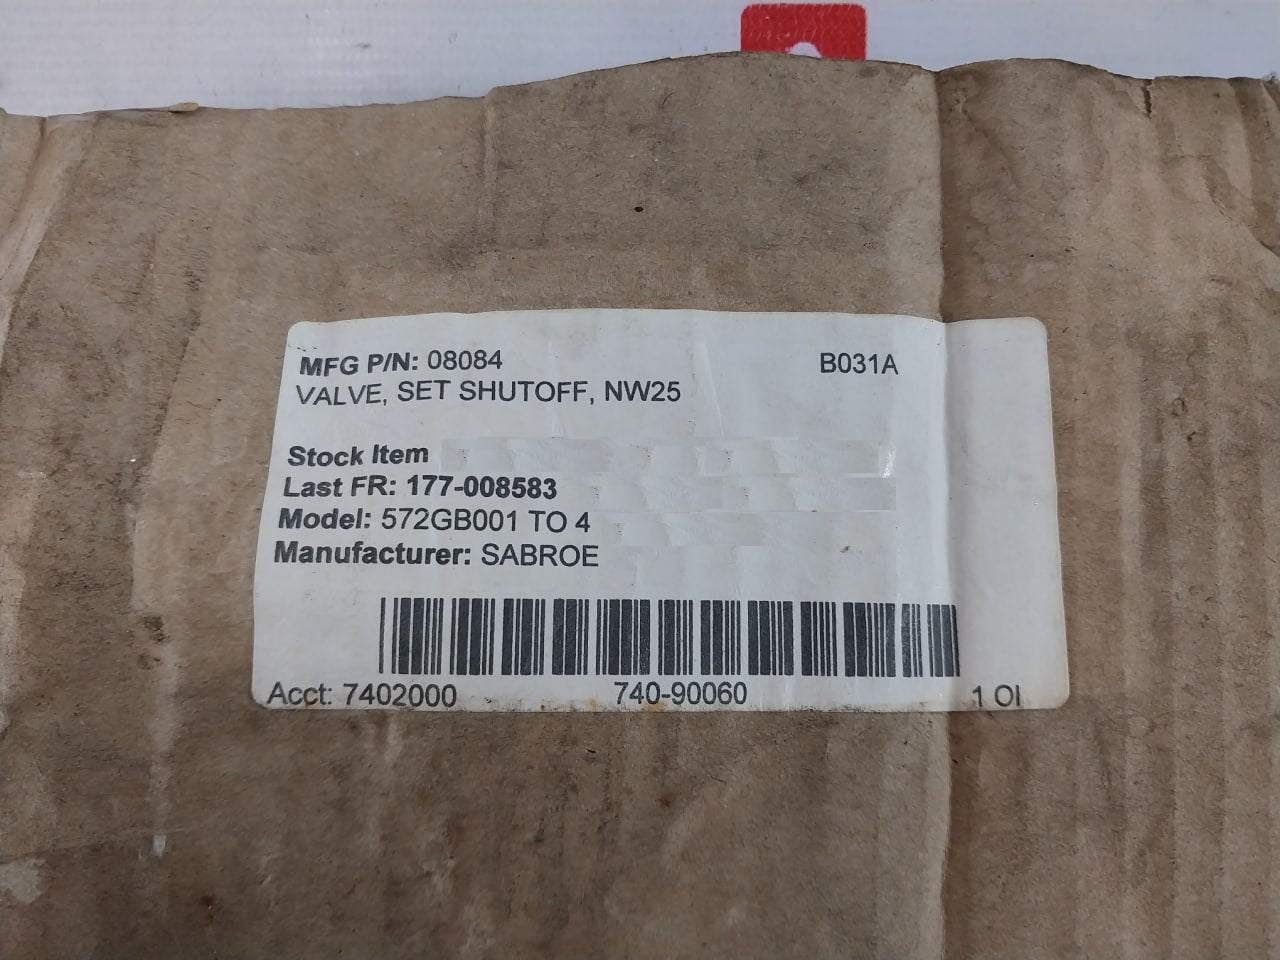 MFG P/N: 08084 B031A
VALVE, SET SHUTOFF, NW25
Stock Item
Last FR: 177-008583
Model: 572GB001 TO 4
Manufacturer: SABROE
Acct: 7402000 740-90060 1 OI